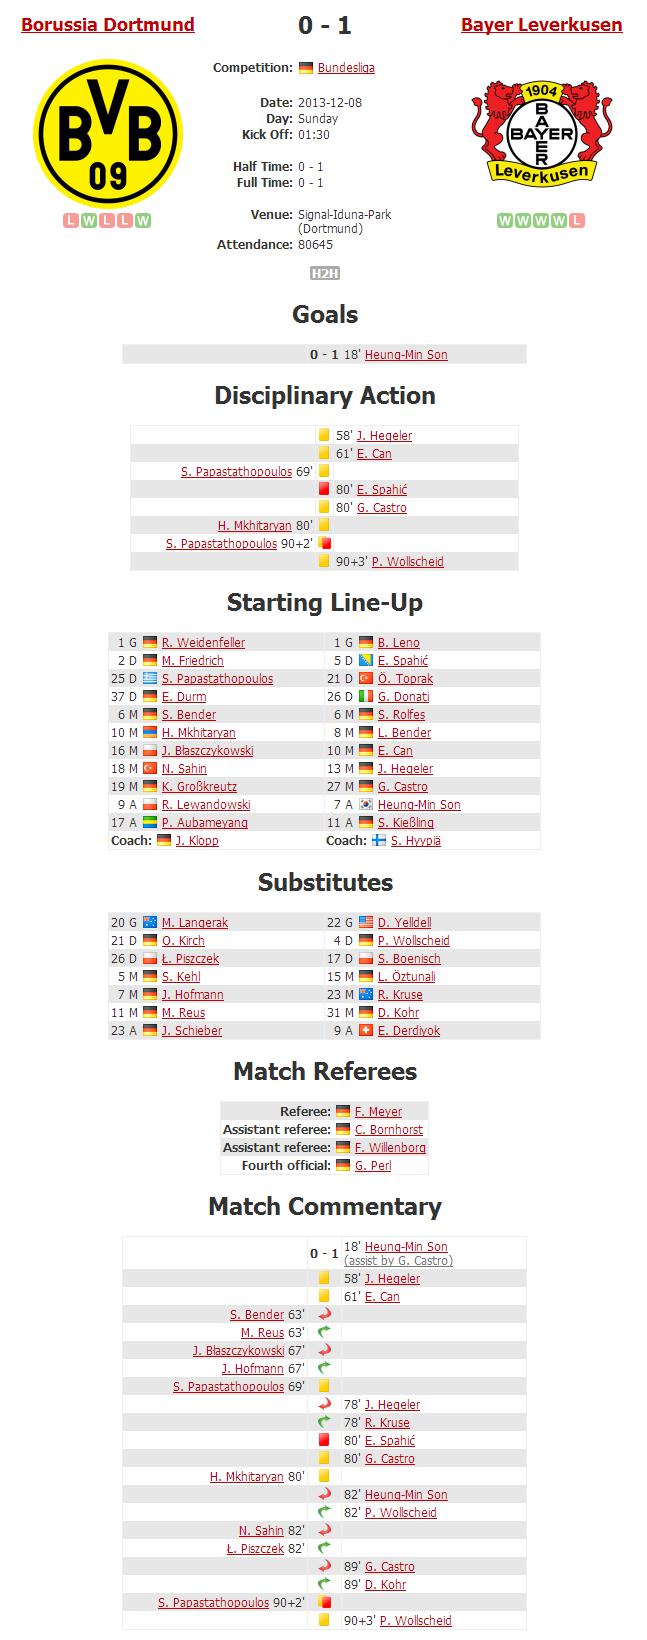 Borussia Dortmund 0 - 1 Bayer Leverkusen
Competition: Bundesliga
Date: 2013-12-08
Day: Sunday
Kick Off: 01:30
Half Time: 0 - 1
Full Time: 0 - 1
Venue: Signal-Iduna-Park
(Dortmund)
Attendance: 80645
BVB
09
1904
BAYER
BAYER
Leverkusen
L W L L W
W W W W L
H2H
Goals
0 - 1 18' Heung-Min Son
Disciplinary Action
58' J. Hegeler
61' E. Can
S. Papastathopoulos 69'
80' E. Spahić
80' G. Castro
H. Mkhitaryan 80'
S. Papastathopoulos 90+2'
90+3' P. Wollscheid
Starting Line-Up
1 G R. Weidenfeller 1 G B. Leno
2 D M. Friedrich 5 D E. Spahić
25 D S. Papastathopoulos 21 D Ö. Toprak
37 D E. Durm 26 D G. Donati
6 M S. Bender 6 M S. Rolfes
10 M H. Mkhitaryan 8 M L. Bender
16 M J. Błaszczykowski 10 M E. Can
18 M N. Sahin 13 M J. Hegeler
19 M K. Großkreutz 27 M G. Castro
9 A R. Lewandowski 7 A Heung-Min Son
17 A P. Aubameyang 11 A S. Kießling
Coach: J. Klopp Coach: S. Hyypiä
Substitutes
20 G M. Langerak 22 G D. Yelldell
21 D O. Kirch 4 D P. Wollscheid
26 D Ł. Piszczek 17 D S. Boenisch
5 M S. Kehl 15 M L. Öztunali
7 M J. Hofmann 23 M R. Kruse
11 M M. Reus 31 M D. Kohr
23 A J. Schieber 9 A E. Derdiyok
Match Referees
Referee: F. Meyer
Assistant referee: C. Bornhorst
Assistant referee: F. Willenborg
Fourth official: G. Perl
Match Commentary
0 - 1 18' Heung-Min Son
(assist by G. Castro)
58' J. Hegeler
61' E. Can
S. Bender 63'
M. Reus 63'
J. Błaszczykowski 67'
J. Hofmann 67'
S. Papastathopoulos 69'
78' J. Hegeler
78' R. Kruse
80' E. Spahić
80' G. Castro
H. Mkhitaryan 80'
82' Heung-Min Son
82' P. Wollscheid
N. Sahin 82'
Ł. Piszczek 82'
89' G. Castro
89' D. Kohr
S. Papastathopoulos 90+2'
90+3' P. Wollscheid